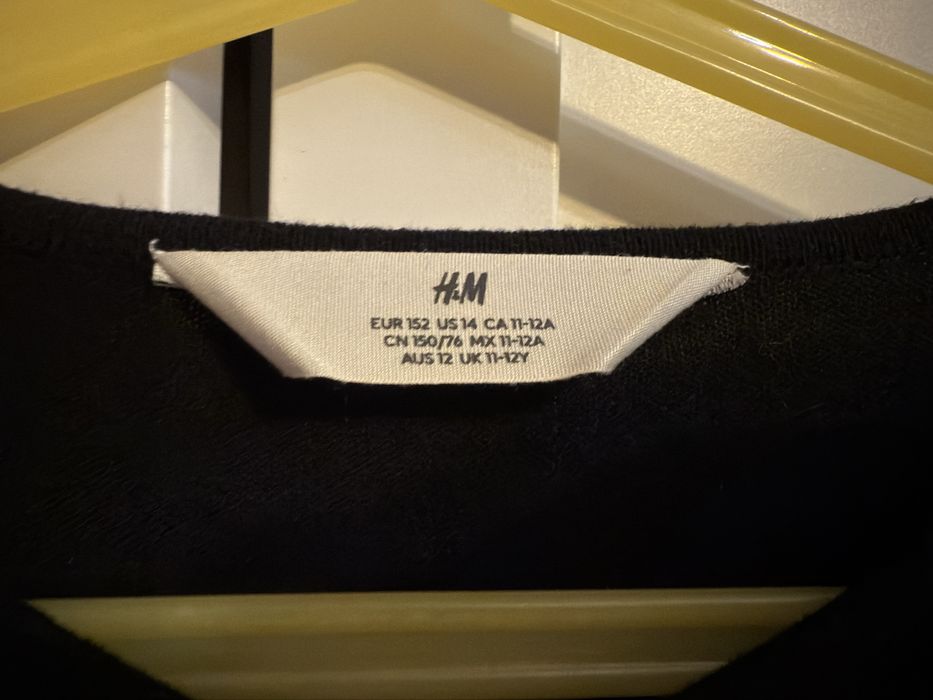 H&M
EUR 152 US 14 CA 11-12A
CN 150/76 MX 11-12A
AUS 12 UK 11-12Y